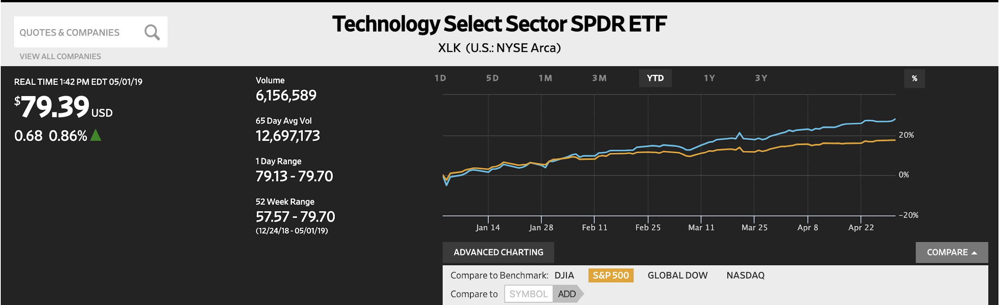 Technology Select Sector SPDR ETF
XLK (U.S.: NYSE Arca)
QUOTES & COMPANIES
VIEW ALL COMPANIES
REAL TIME 1:42 PM EDT 05/01/19
$79.39 USD
0.68 0.86%
Volume
6,156,589
65 Day Avg Vol
12,697,173
1 Day Range
79.13 - 79.70
52 Week Range
57.57 - 79.70
(12/24/18 - 05/01/19)
1D 5D 1M 3M YTD 1Y 3Y %
20%
0%
-20%
Jan 14 Jan 28 Feb 11 Feb 25 Mar 11 Mar 25 Apr 8 Apr 22
ADVANCED CHARTING COMPARE
Compare to Benchmark: DJIA S&P 500 GLOBAL DOW NASDAQ
Compare to SYMBOL ADD